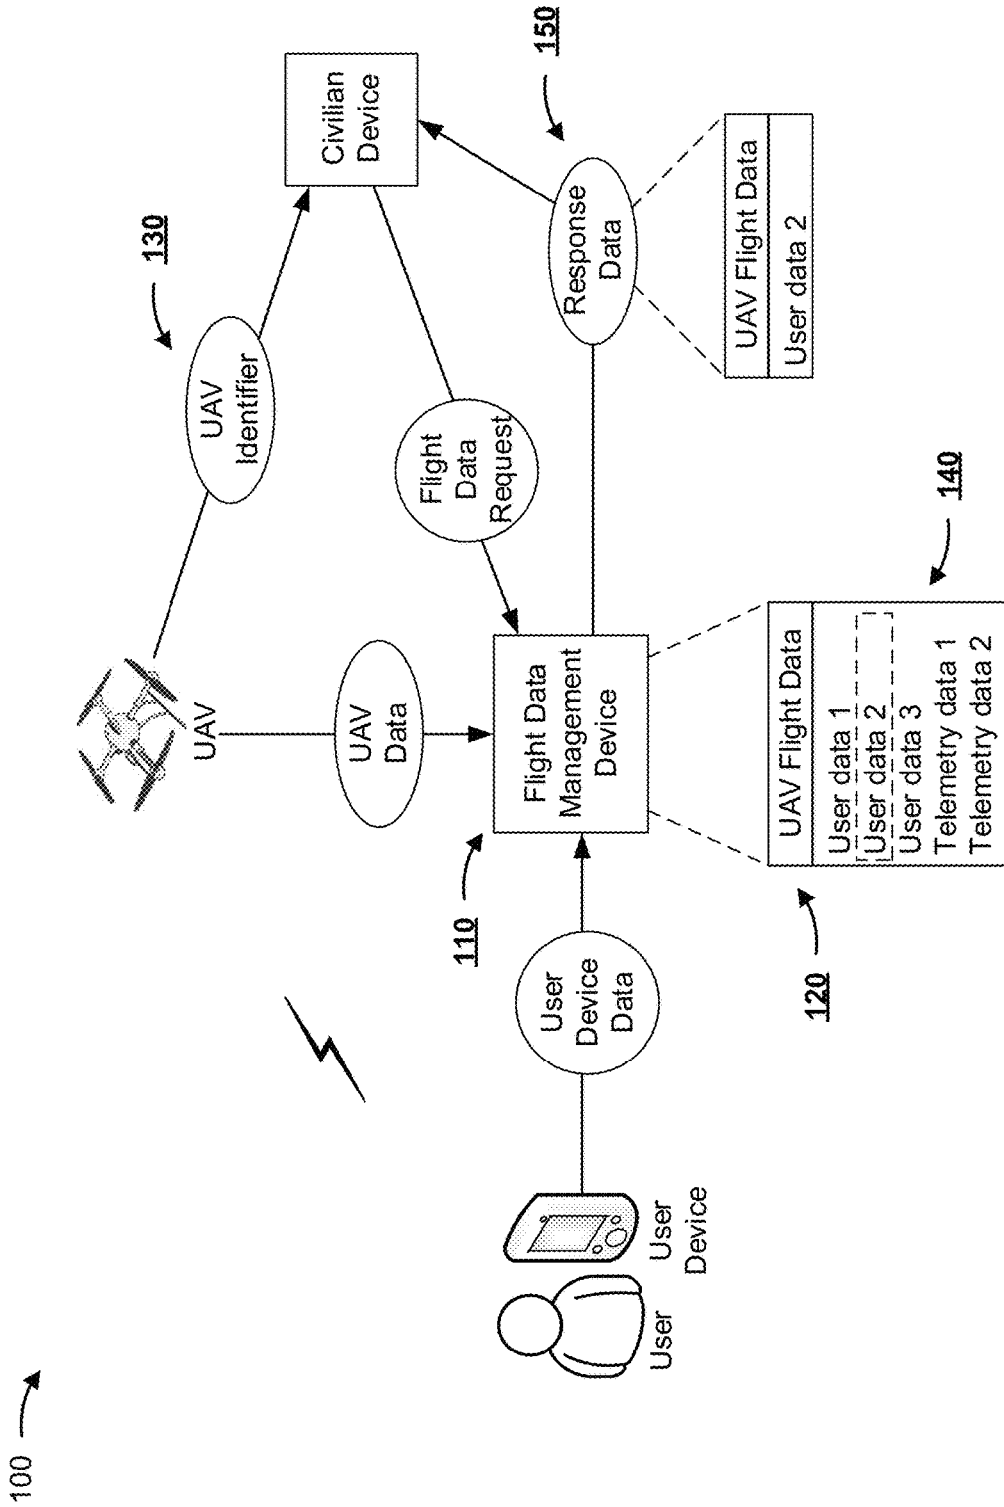 100
130
150
UAV
UAV
Identifier
Civilian
Device
UAV
Data
Flight
Data
Request
Response
Data
110
Flight Data
Management
Device
User
Device
Data
User
User
Device
120
140
UAV Flight Data
User data 1
User data 2
User data 3
Telemetry data 1
Telemetry data 2
UAV Flight Data
User data 2